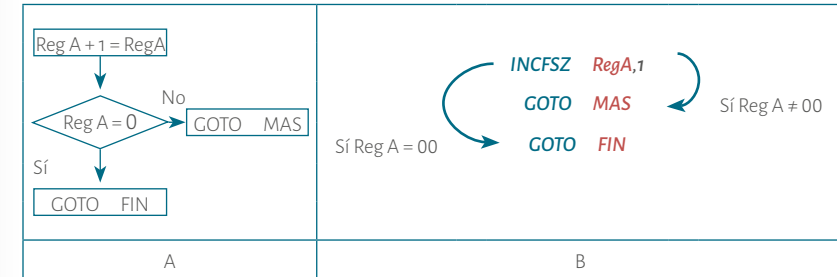 Reg A + 1 = RegA
No
Reg A = 0
GOTO MAS
Sí
GOTO FIN
A
INCFSZ RegA,1
GOTO MAS
Sí Reg A ≠ 00
GOTO FIN
Sí Reg A = 00
B